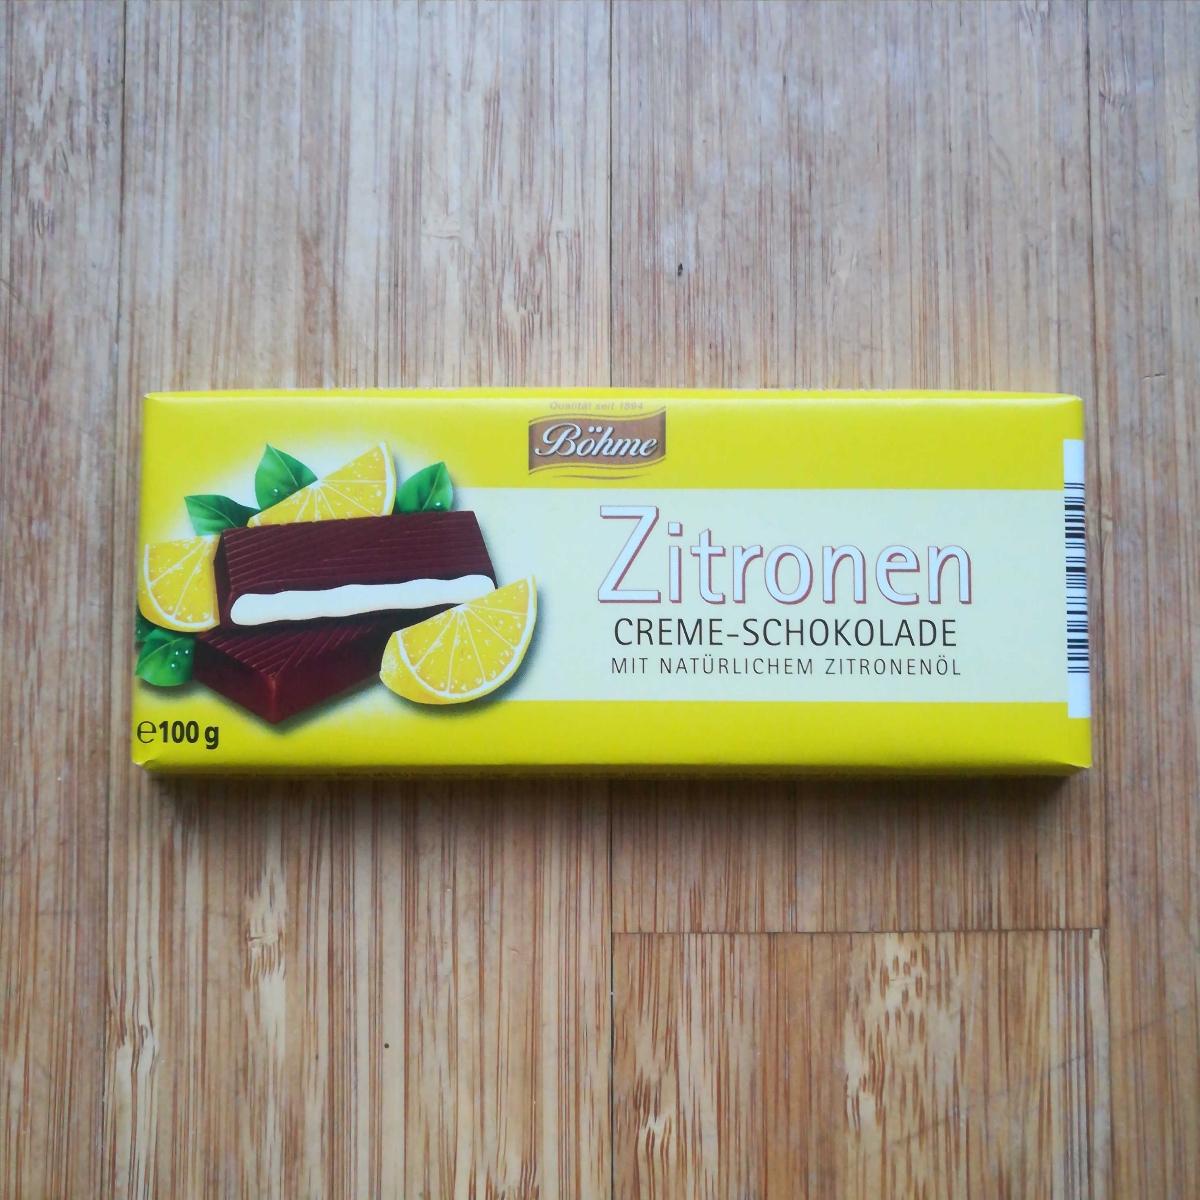 Qualität seit 1894
Böhme
Zitronen
CREME-SCHOKOLADE
MIT NATÜRLICHEM ZITRONENÖL
℮100 g